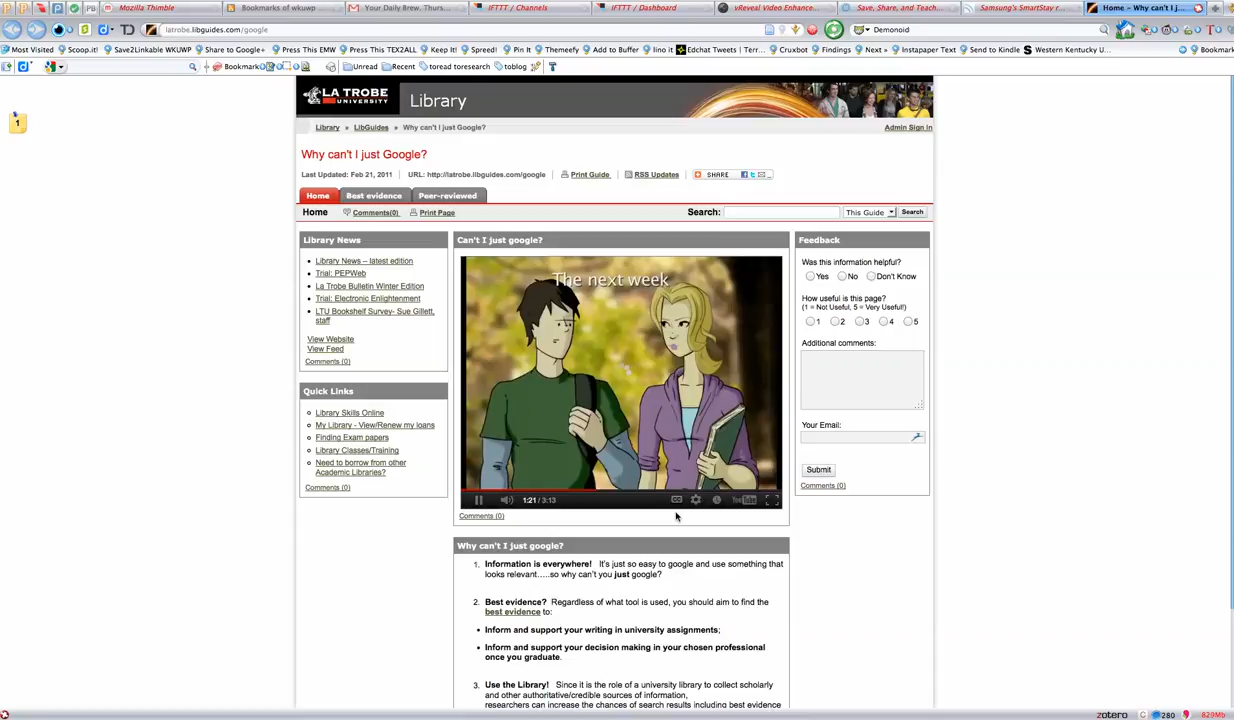 Mozilla Thimble
Bookmarks of wkuwp
Your Daily Brew. Thurs...
IFTTT / Channels
IFTTT / Dashboard
vReveal Video Enhance...
Save, Share, and Teach...
Samsung's SmartStay r...
Home – Why can't I j...
latrobe.libguides.com/google
Demonoid
Most Visited Scoop.it! Save2Linkable WKUWP Share to Google+ Press This EMW Press This TEX2ALL Keep It! Spreed! Pin It Themeefy Add to Buffer lino it Edchat Tweets | Terr... Cruxbot Findings Next » Instapaper Text Send to Kindle Western Kentucky U... Bookmark
Bookmark Unread Recent toread toresearch toblog
1
LA TROBE
UNIVERSITY
Library
Library » LibGuides » Why can't I just Google?
Admin Sign in
Why can't I just Google?
Last Updated: Feb 21, 2011 URL: http://latrobe.libguides.com/google Print Guide RSS Updates SHARE
Home Best evidence Peer-reviewed
Home Comments(0) Print Page Search: This Guide Search
Library News
Library News – latest edition
Trial: PEPWeb
La Trobe Bulletin Winter Edition
Trial: Electronic Enlightenment
LTU Bookshelf Survey- Sue Gillett,
staff
View Website
View Feed
Comments (0)
Quick Links
Library Skills Online
My Library - View/Renew my loans
Finding Exam papers
Library Classes/Training
Need to borrow from other
Academic Libraries?
Comments (0)
Can't I just google?
The next week
1:21 / 3:13
CC
YouTube
Comments (0)
Why can't I just google?
1. Information is everywhere! It's just so easy to google and use something that
looks relevant.....so why can't you just google?
2. Best evidence? Regardless of what tool is used, you should aim to find the
best evidence to:
• Inform and support your writing in university assignments;
• Inform and support your decision making in your chosen professional
once you graduate.
3. Use the Library! Since it is the role of a university library to collect scholarly
and other authoritative/credible sources of information,
researchers can increase the chances of search results including best evidence
Feedback
Was this information helpful?
Yes No Don't Know
How useful is this page?
(1 = Not Useful, 5 = Very Useful!)
1 2 3 4 5
Additional comments:
Your Email:
Submit
Comments (0)
zotero
280
829Mb